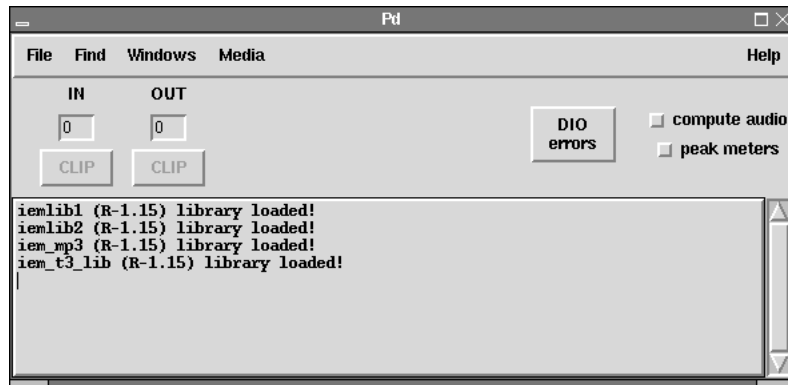 Pd
File Find Windows Media Help
IN OUT
0 0
DIO
errors
compute audio
peak meters
CLIP CLIP
iemlib1 (R-1.15) library loaded!
iemlib2 (R-1.15) library loaded!
iem_mp3 (R-1.15) library loaded!
iem_t3_lib (R-1.15) library loaded!